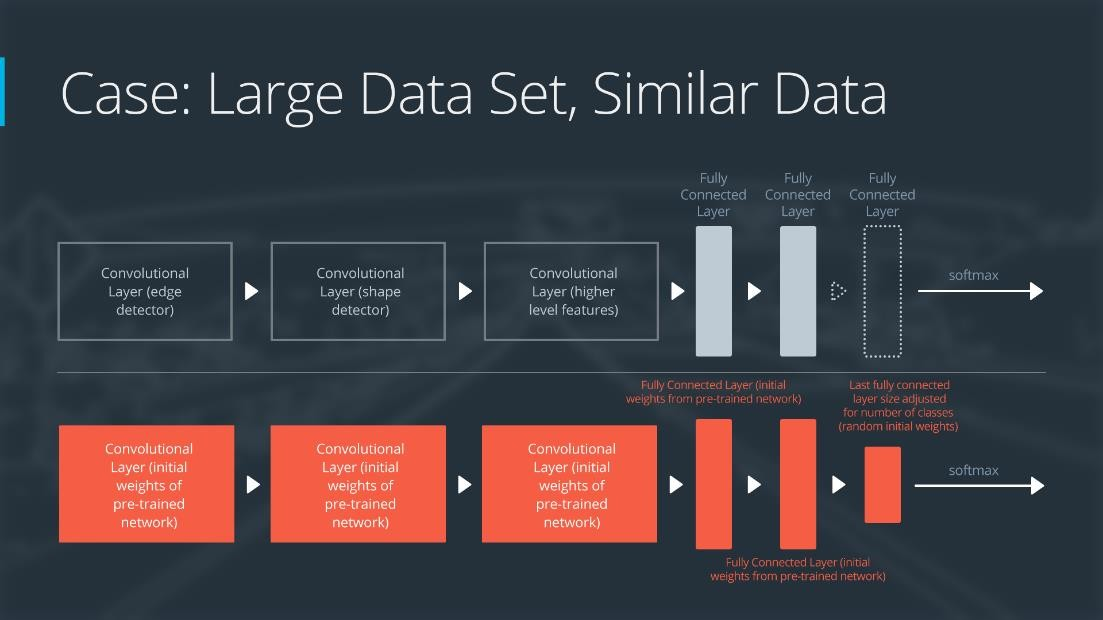 Case: Large Data Set, Similar Data
Fully
Connected
Layer
Fully
Connected
Layer
Fully
Connected
Layer
Convolutional
Layer (edge
detector)
Convolutional
Layer (shape
detector)
Convolutional
Layer (higher
level features)
softmax
Fully Connected Layer (initial
weights from pre-trained network)
Last fully connected
layer size adjusted
for number of classes
(random initial weights)
Convolutional
Layer (initial
weights of
pre-trained
network)
Convolutional
Layer (initial
weights of
pre-trained
network)
Convolutional
Layer (initial
weights of
pre-trained
network)
softmax
Fully Connected Layer (initial
weights from pre-trained network)